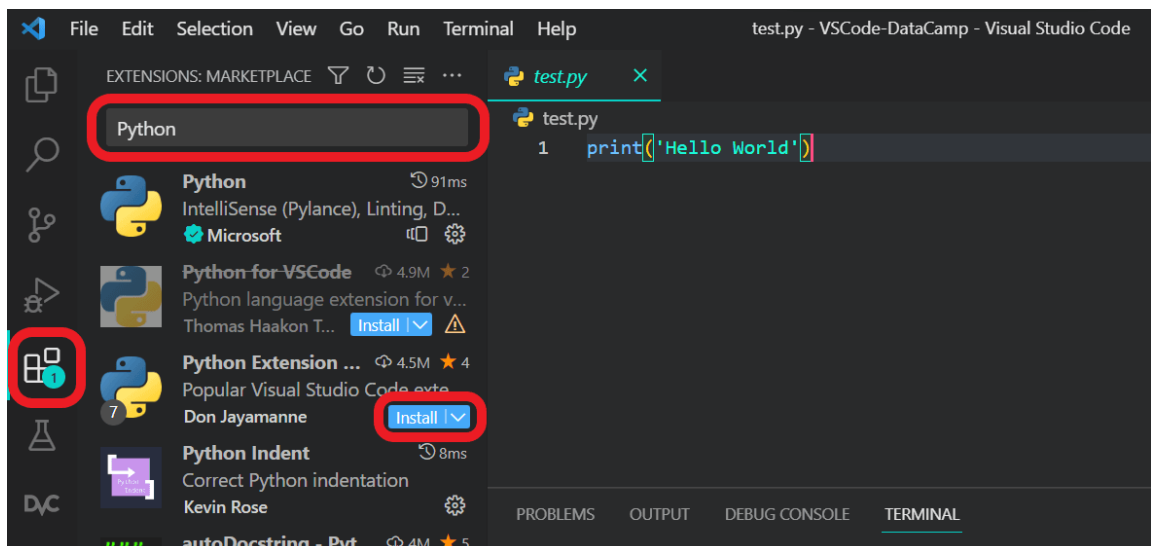 File Edit Selection View Go Run Terminal Help test.py - VSCode-DataCamp - Visual Studio Code
EXTENSIONS: MARKETPLACE
Python
Python 91ms
IntelliSense (Pylance), Linting, D...
Microsoft
Python for VSCode 4.9M 2
Python language extension for v...
Thomas Haakon T... Install
Python Extension ... 4.5M 4
Popular Visual Studio Code exte...
7 Don Jayamanne Install
Python Indent 8ms
Correct Python indentation
Kevin Rose
autoDocstring - Pyt... 4M 5
1
DVC
test.py
test.py
1 print('Hello World')
PROBLEMS OUTPUT DEBUG CONSOLE TERMINAL